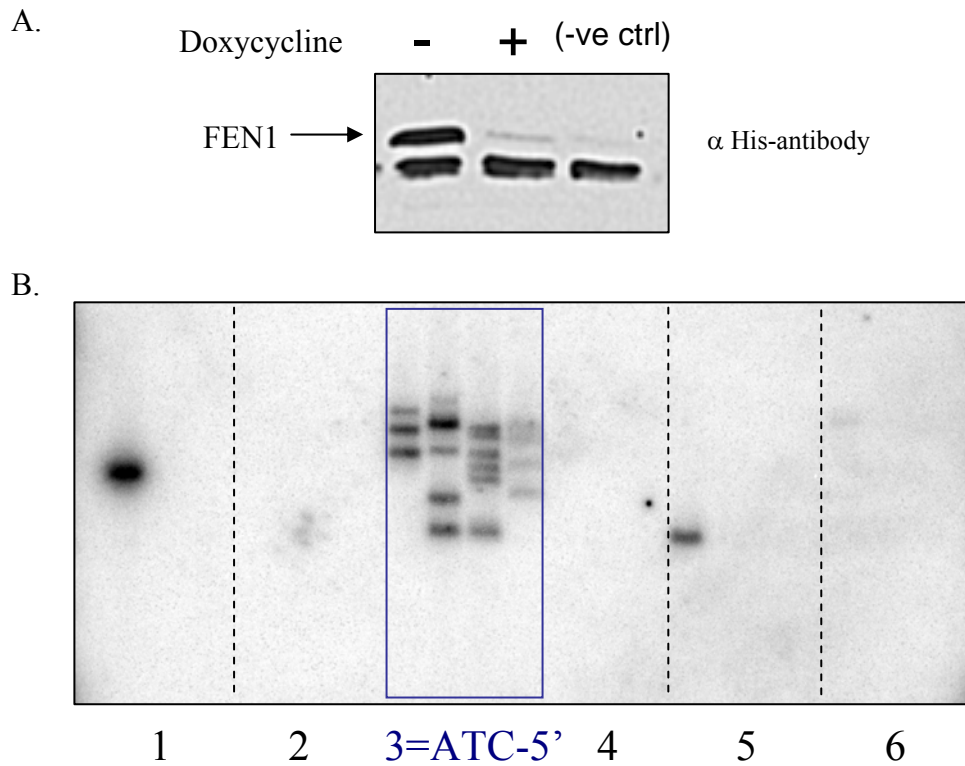 A.
Doxycycline - + (-ve ctrl)
FEN1
α His-antibody
B.
1 2 3=ATC-5’ 4 5 6